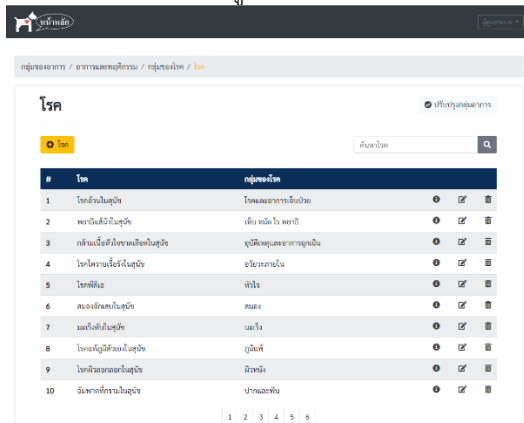 หน้าหลัก
กลุ่มของอาการ / อาการและพฤติกรรม / กลุ่มของโรค / โรค
โรค
ปรับปรุงกลุ่มอาการ
โรค
ค้นหาโรค
# โรค กลุ่มของโรค
1 โรคอ้วนในสุนัข โรคและอาการเจ็บป่วย
2 พยาธิแส้ม้าในสุนัข เห็บ หมัด ไร พยาธิ
3 กล้ามเนื้อหัวใจขาดเลือดในสุนัข อุบัติเหตุและอาการฉุกเฉิน
4 โรคไตวายเรื้อรังในสุนัข อวัยวะภายใน
5 โรคพีดีเอ หัวใจ
6 สมองอักเสบในสุนัข สมอง
7 มะเร็งตับในสุนัข มะเร็ง
8 โรคแพ้ภูมิตัวเองในสุนัข ภูมิแพ้
9 โรคผิวลอกลอกในสุนัข ผิวหนัง
10 อัมพาตที่กรามในสุนัข ปากและฟัน
1 2 3 4 5 6